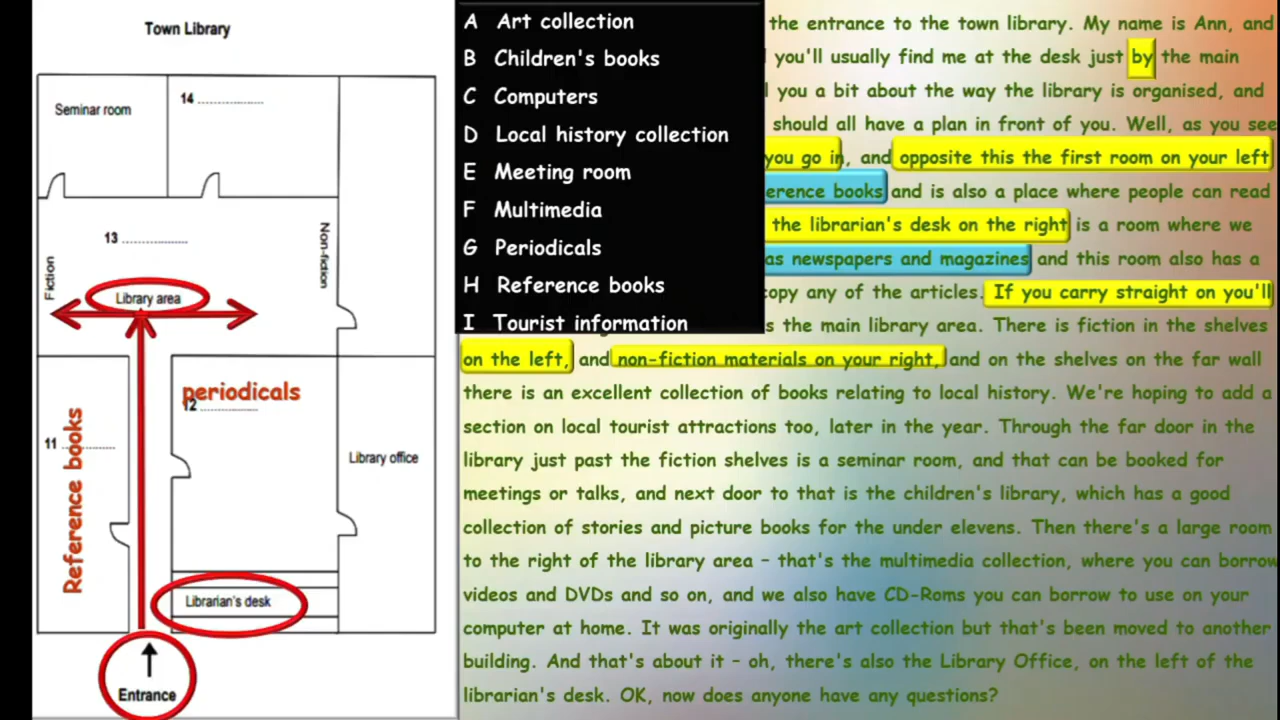 Town Library
Seminar room
14 ....................
13 ....................
Fiction
Non-fiction
Library area
periodicals
12 ..................
11 ....................
Reference books
Library office
Librarian's desk
Entrance
A Art collection
B Children's books
C Computers
D Local history collection
E Meeting room
F Multimedia
G Periodicals
H Reference books
I Tourist information
the entrance to the town library. My name is Ann, and
you'll usually find me at the desk just by the main
you a bit about the way the library is organised, and
should all have a plan in front of you. Well, as you see
you go in, and opposite this the first room on your left
erence books and is also a place where people can read
the librarian's desk on the right is a room where we
as newspapers and magazines and this room also has a
copy any of the articles. If you carry straight on you'll
s the main library area. There is fiction in the shelves
on the left, and non-fiction materials on your right, and on the shelves on the far wall
there is an excellent collection of books relating to local history. We're hoping to add a
section on local tourist attractions too, later in the year. Through the far door in the
library just past the fiction shelves is a seminar room, and that can be booked for
meetings or talks, and next door to that is the children's library, which has a good
collection of stories and picture books for the under elevens. Then there's a large room
to the right of the library area – that's the multimedia collection, where you can borrow
videos and DVDs and so on, and we also have CD-Roms you can borrow to use on your
computer at home. It was originally the art collection but that's been moved to another
building. And that's about it – oh, there's also the Library Office, on the left of the
librarian's desk. OK, now does anyone have any questions?